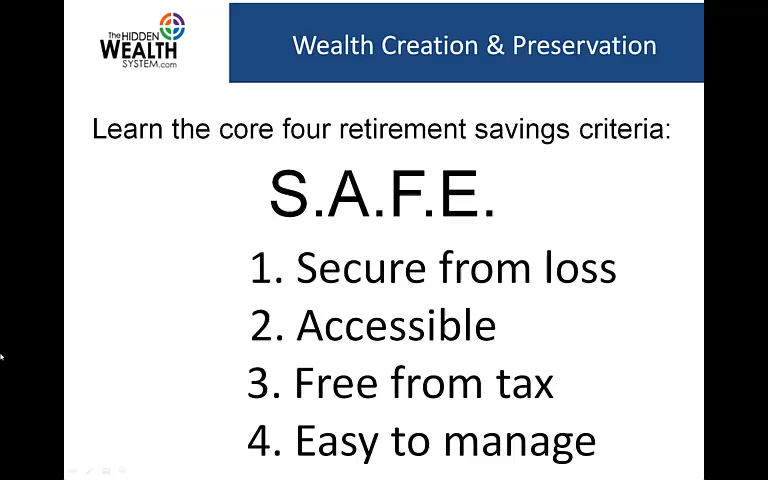 The HIDDEN
WEALTH
SYSTEM.com
Wealth Creation & Preservation
Learn the core four retirement savings criteria:
S.A.F.E.
1. Secure from loss
2. Accessible
3. Free from tax
4. Easy to manage